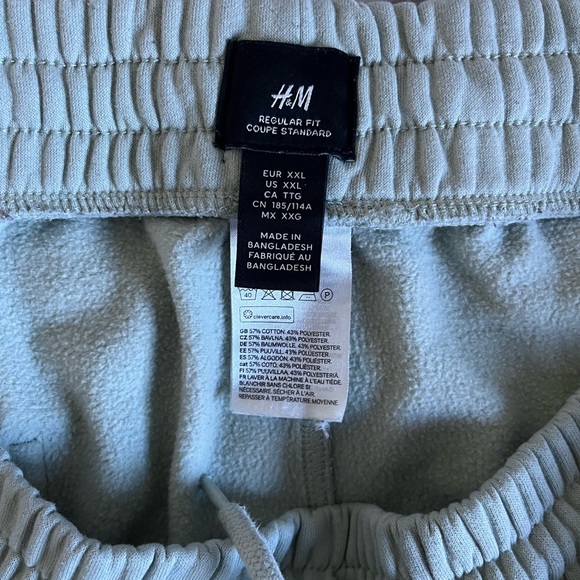 H&M
REGULAR FIT
COUPE STANDARD
EUR XXL
US XXL
CA TTG
CN 185/114A
MX XXG
MADE IN
BANGLADESH
FABRIQUÉ AU
BANGLADESH
40 P
clevercare.info
GB 57% COTTON. 43% POLYESTER.
CZ 57% BAVLNA. 43% POLYESTER.
DE 57% BAUMWOLLE. 43% POLYESTER.
EE 57% PUUVILL. 43% POLÜESTER.
ES 57% ALGODÓN. 43% POLIÉSTER.
cat 57% COTÓ. 43% POLIÈSTER.
FI 57% PUUVILLAA. 43% POLYESTERIÄ.
FR LAVER À LA MACHINE À L'EAU TIÈDE.
BLANCHIR SANS CHLORE SI
NÉCESSAIRE. SÉCHER À L'AIR.
REPASSER À TEMPÉRATURE MOYENNE.